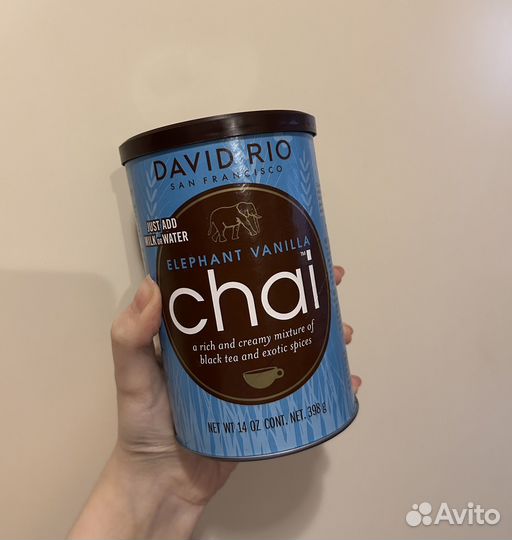 DAVID RIO
SAN FRANCISCO
JUST ADD
MILK OR WATER
ELEPHANT VANILLA
chai™
a rich and creamy mixture of
black tea and exotic spices
NET WT 14 OZ CONT. NET. 398 g
Avito